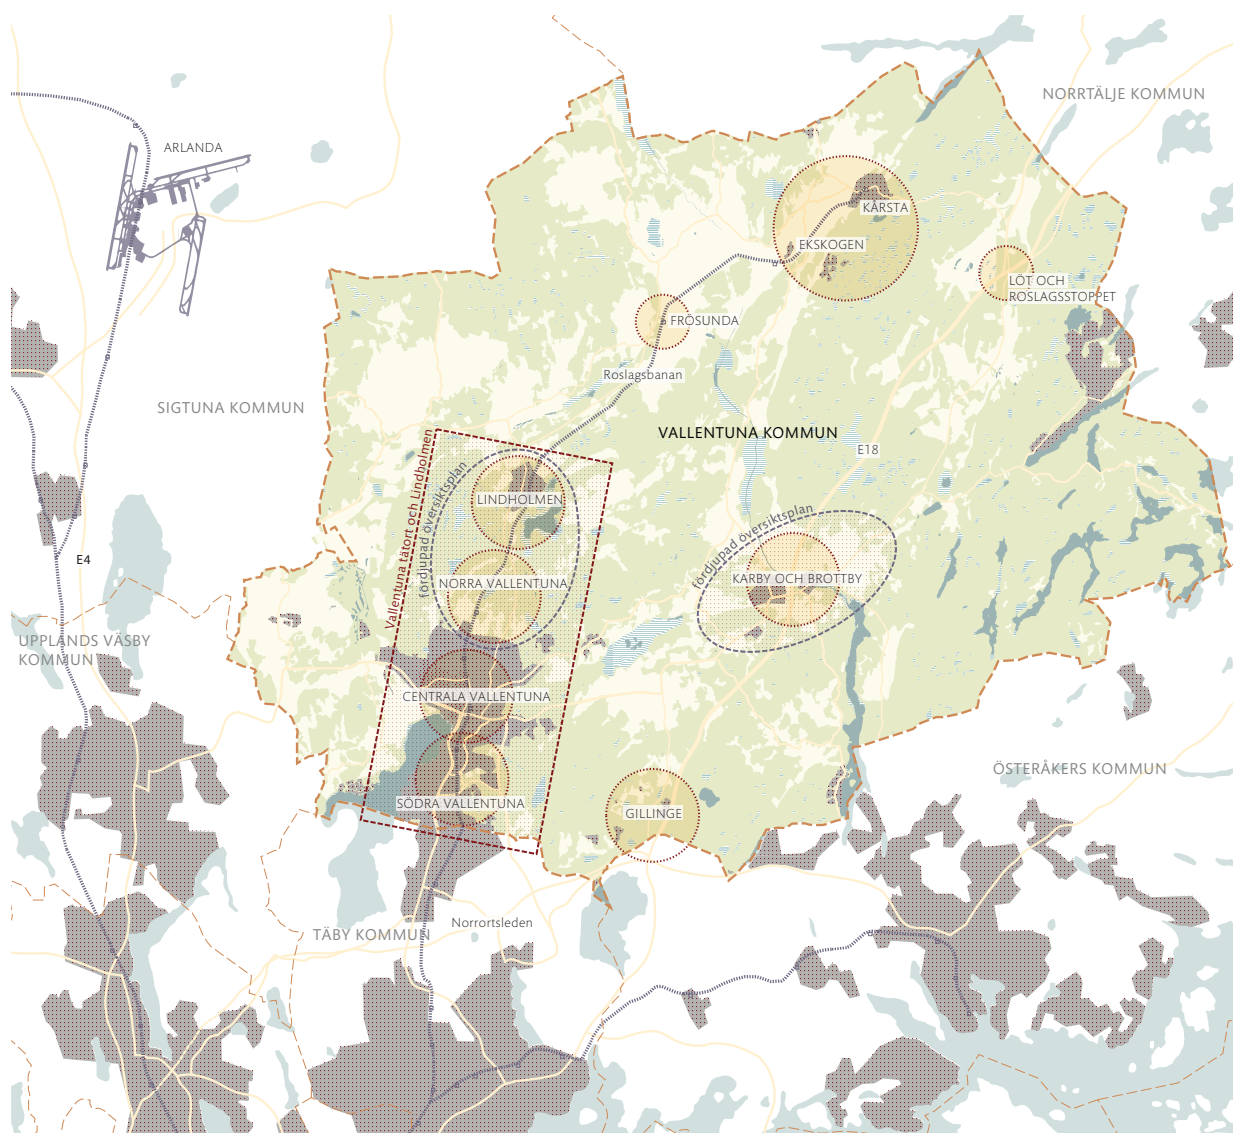 NORRTÄLJE KOMMUN
ARLANDA
KÅRSTA
EKSKOGEN
LÖT OCH
ROSLAGSSTOPPET
FRÖSUNDA
Roslagsbanan
SIGTUNA KOMMUN
VALLENTUNA KOMMUN
E18
Vallentuna tätort och Lindholmen
fördjupad översiktsplan
LINDHOLMEN
fördjupad översiktsplan
E4
NORRA VALLENTUNA
KARBY OCH BROTTBY
UPPLANDS VÄSBY
KOMMUN
CENTRALA VALLENTUNA
ÖSTERÅKERS KOMMUN
SÖDRA VALLENTUNA
GILLINGE
Norrortsleden
TÄBY KOMMUN